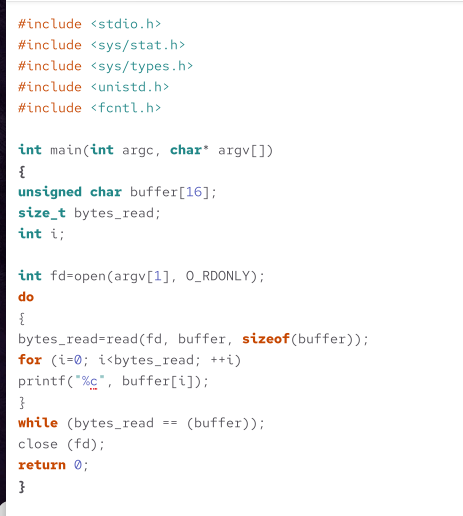 #include <stdio.h>
#include <sys/stat.h>
#include <sys/types.h>
#include <unistd.h>
#include <fcntl.h>
int main(int argc, char* argv[])
{
unsigned char buffer[16];
size_t bytes_read;
int i;
int fd=open(argv[1], O_RDONLY);
do
{
bytes_read=read(fd, buffer, sizeof(buffer));
for (i=0; i<bytes_read; ++i)
printf("%c", buffer[i]);
}
while (bytes_read == (buffer));
close (fd);
return 0;
}